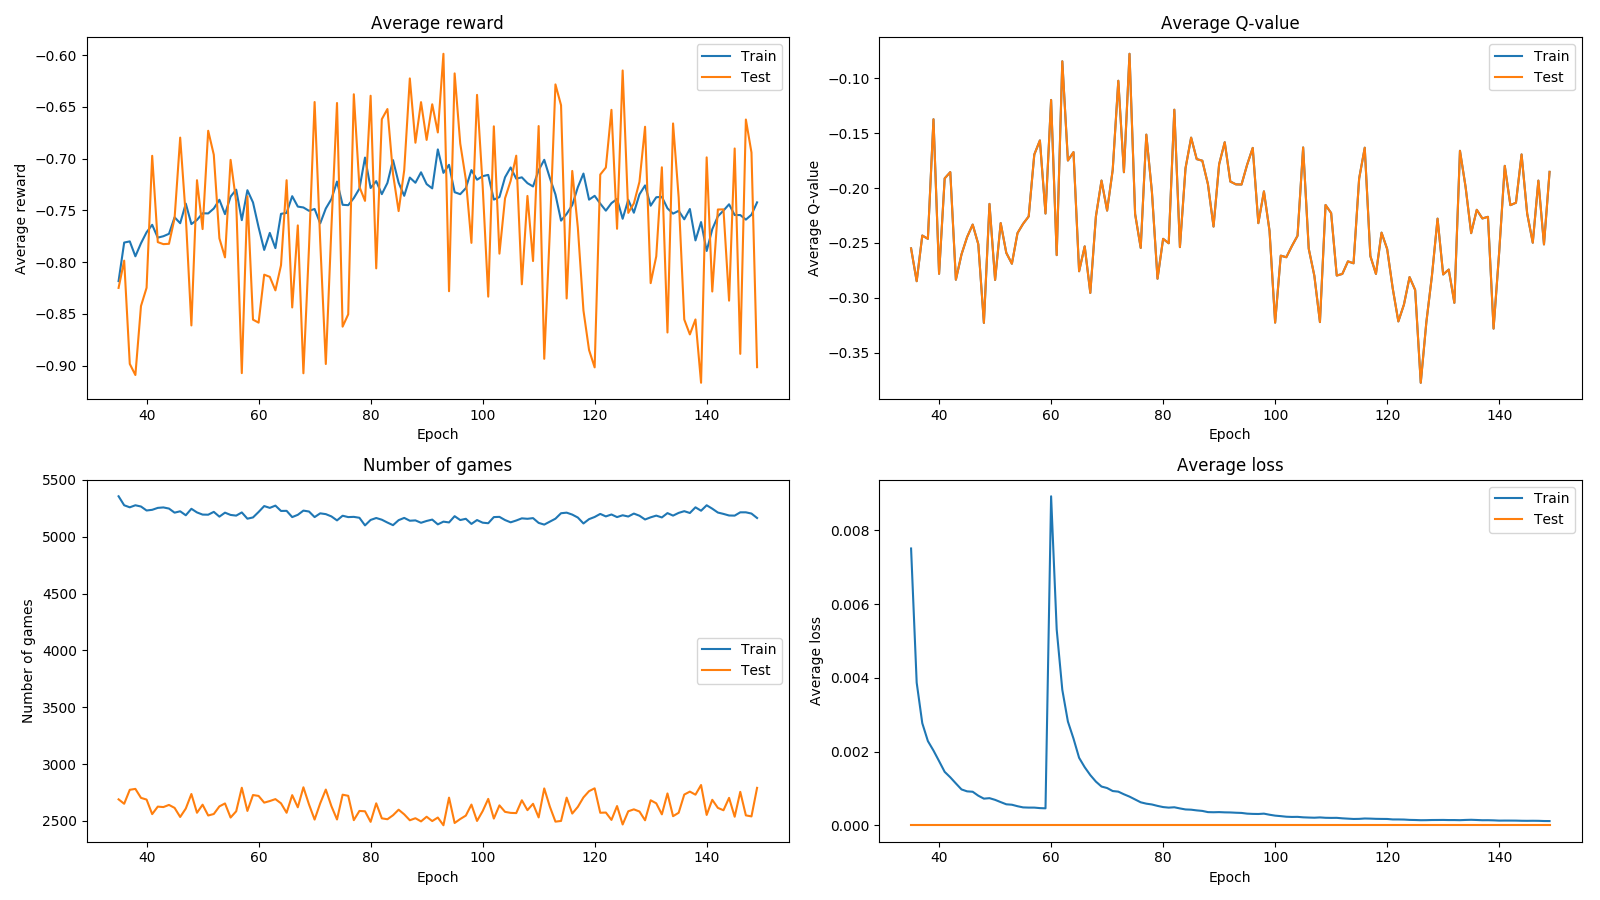 Average reward
Average reward
−0.60
−0.65
−0.70
−0.75
−0.80
−0.85
−0.90
Train
Test
40 60 80 100 120 140
Epoch
Average Q-value
Average Q-value
−0.10
−0.15
−0.20
−0.25
−0.30
−0.35
Train
Test
40 60 80 100 120 140
Epoch
Number of games
Number of games
5500
5000
4500
4000
3500
3000
2500
Train
Test
40 60 80 100 120 140
Epoch
Average loss
Average loss
0.008
0.006
0.004
0.002
0.000
Train
Test
40 60 80 100 120 140
Epoch